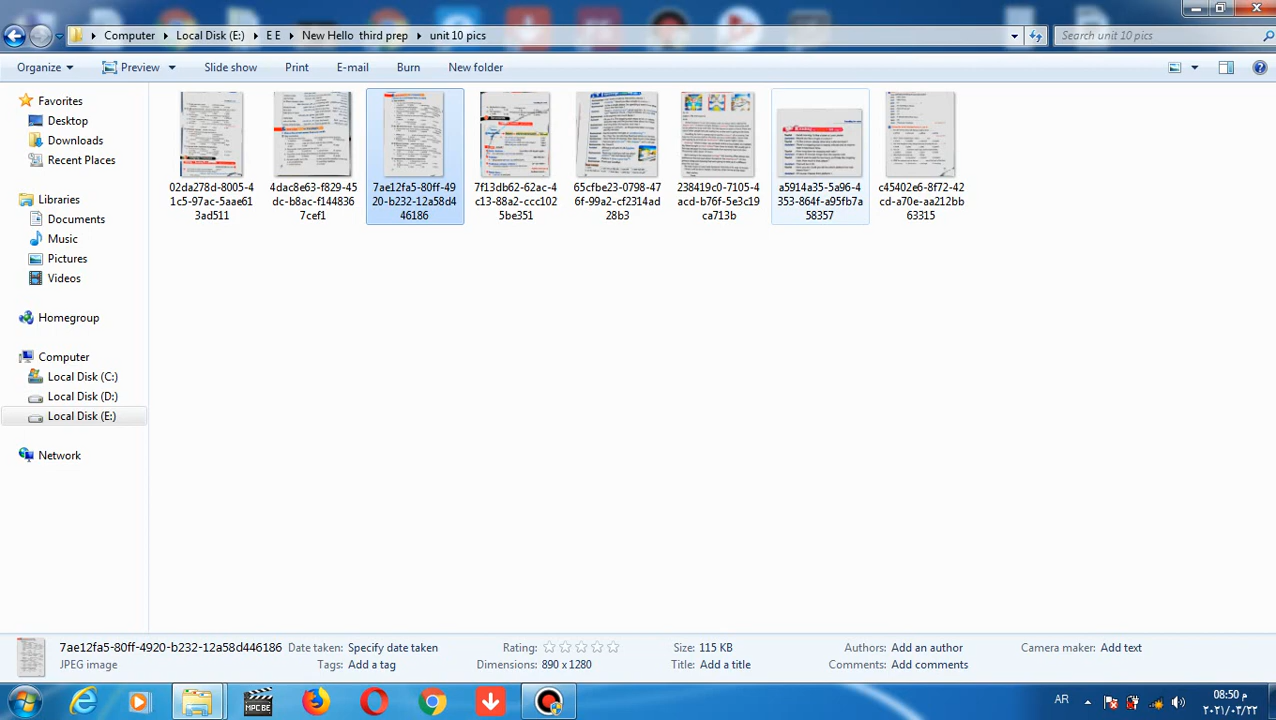 Computer
Local Disk (E:)
E E
New Hello third prep
unit 10 pics
Search unit 10 pics
Organize
Preview
Slide show
Print
E-mail
Burn
New folder
Favorites
Desktop
Downloads
Recent Places
Libraries
Documents
Music
Pictures
Videos
Homegroup
Computer
Local Disk (C:)
Local Disk (D:)
Local Disk (E:)
Network
02da278d-8005-4
1c5-97ac-5aae61
3ad511
4dac8e63-f829-45
dc-b8ac-f144836
7cef1
7ae12fa5-80ff-49
20-b232-12a58d4
46186
7f13db62-62ac-4
c13-88a2-ccc102
5be351
65cfbe23-0798-47
6f-99a2-cf2314ad
28b3
238419c0-7105-4
acd-b76f-5e3c19
ca713b
a5914a35-5a96-4
353-864f-a95fb7a
58357
c45402e6-8f72-42
cd-a70e-aa212bb
63315
7ae12fa5-80ff-4920-b232-12a58d446186
JPEG image
Date taken: Specify date taken
Tags: Add a tag
Rating:
Dimensions: 890 x 1280
Size: 115 KB
Title: Add a title
Authors: Add an author
Comments: Add comments
Camera maker: Add text
MPC BE
AR
08:50 م
٢٠٢١/٠٣/٢٢